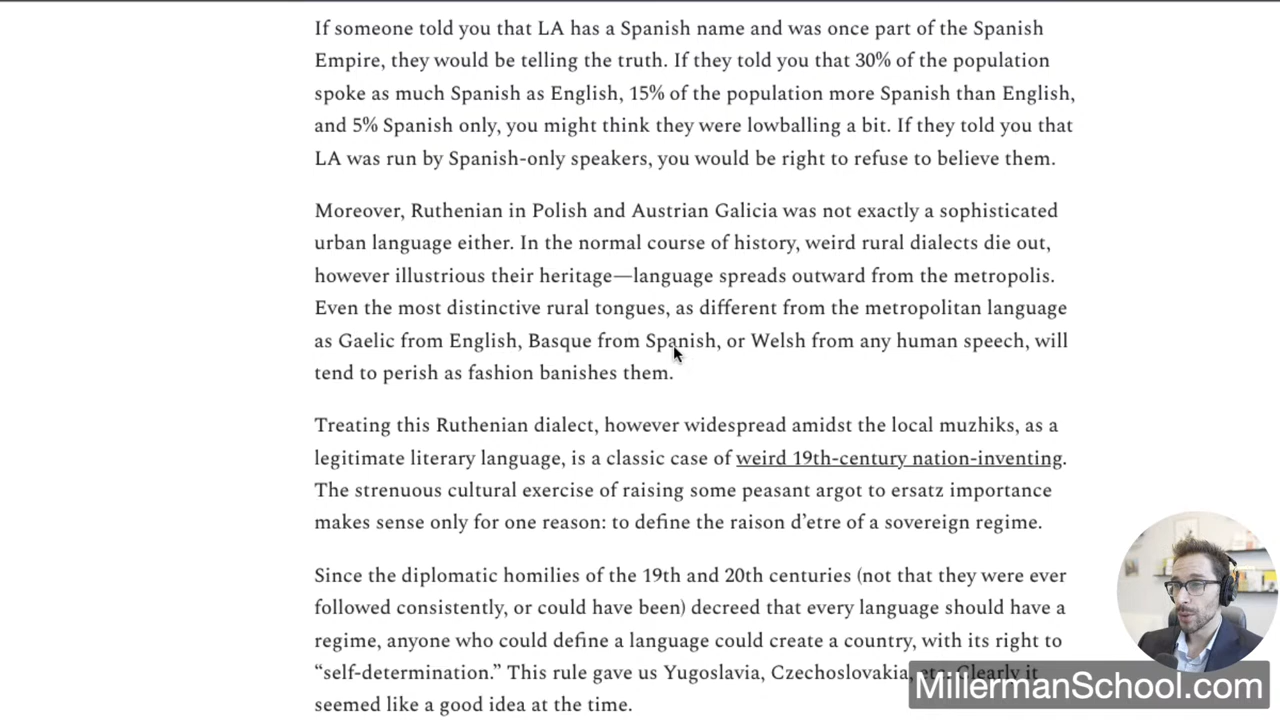 If someone told you that LA has a Spanish name and was once part of the Spanish
Empire, they would be telling the truth. If they told you that 30% of the population
spoke as much Spanish as English, 15% of the population more Spanish than English,
and 5% Spanish only, you might think they were lowballing a bit. If they told you that
LA was run by Spanish-only speakers, you would be right to refuse to believe them.
Moreover, Ruthenian in Polish and Austrian Galicia was not exactly a sophisticated
urban language either. In the normal course of history, weird rural dialects die out,
however illustrious their heritage—language spreads outward from the metropolis.
Even the most distinctive rural tongues, as different from the metropolitan language
as Gaelic from English, Basque from Spanish, or Welsh from any human speech, will
tend to perish as fashion banishes them.
Treating this Ruthenian dialect, however widespread amidst the local muzhiks, as a
legitimate literary language, is a classic case of weird 19th-century nation-inventing.
The strenuous cultural exercise of raising some peasant argot to ersatz importance
makes sense only for one reason: to define the raison d’etre of a sovereign regime.
Since the diplomatic homilies of the 19th and 20th centuries (not that they were ever
followed consistently, or could have been) decreed that every language should have a
regime, anyone who could define a language could create a country, with its right to
“self-determination.” This rule gave us Yugoslavia, Czechoslovakia, etc. Clearly it
seemed like a good idea at the time.
MillermanSchool.com